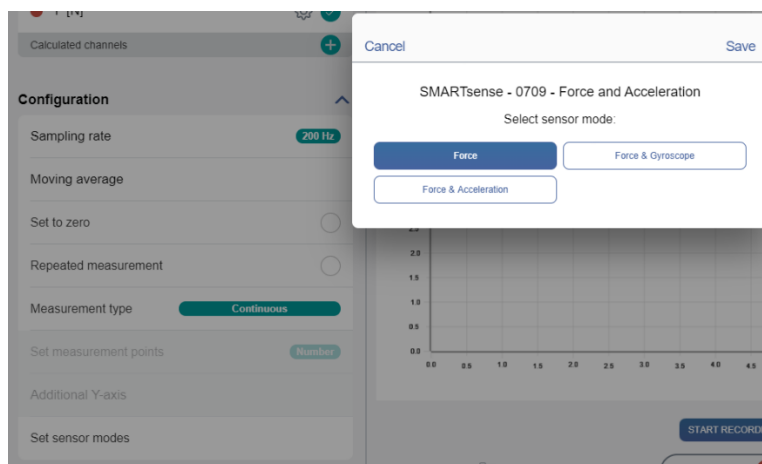 F [N]
Calculated channels
Configuration
Sampling rate 200 Hz
Moving average
Set to zero
Repeated measurement
Measurement type Continuous
Set measurement points Number
Additional Y-axis
Set sensor modes
Cancel Save
SMARTsense - 0709 - Force and Acceleration
Select sensor mode:
Force Force & Gyroscope
Force & Acceleration
2.0
1.5
1.0
0.5
0.0
0.0 0.5 1.0 1.5 2.0 2.5 3.0 3.5 4.0 4.5
START RECORD